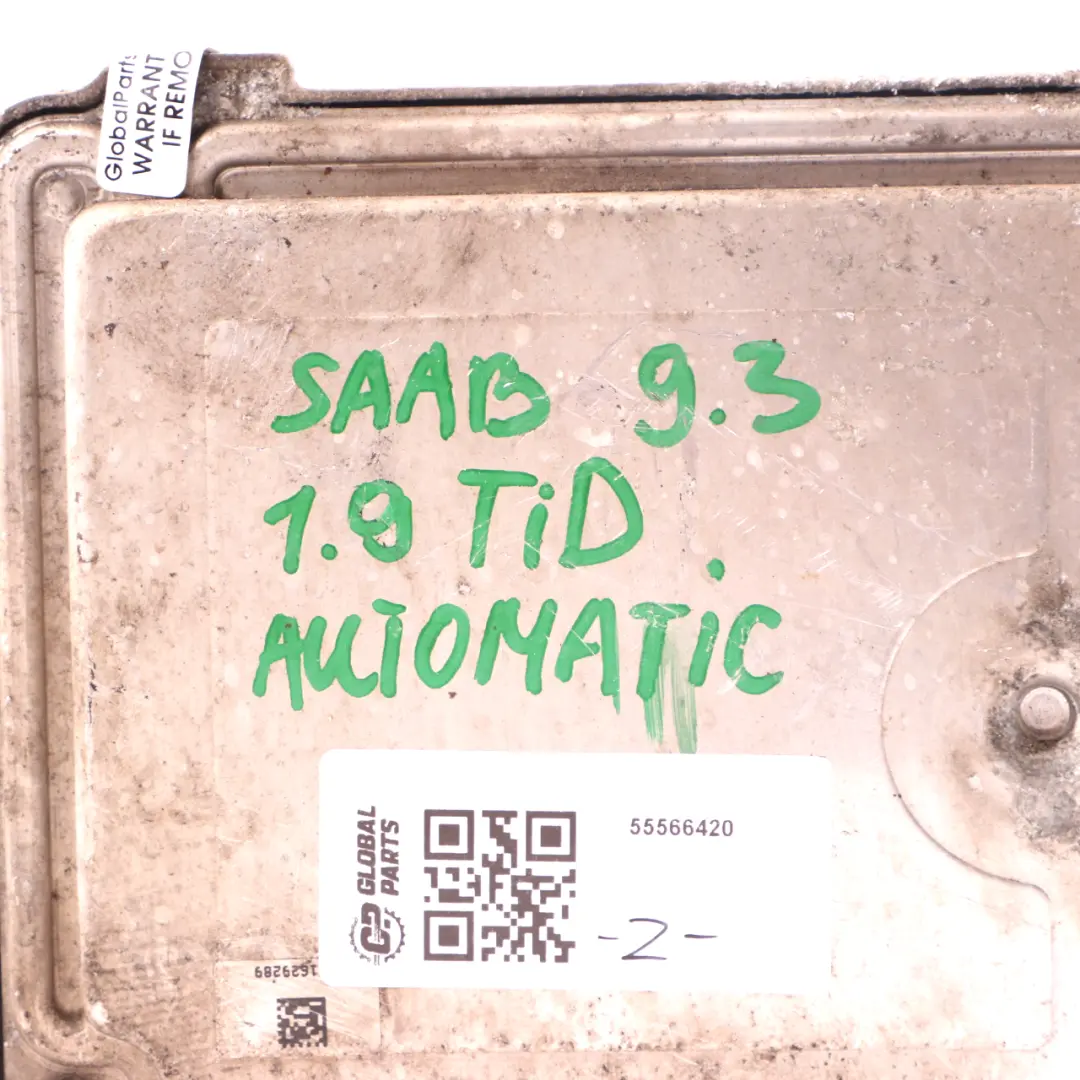 GlobalParts
WARRANT
IF REMO
SAAB 9.3
1.9 TiD
AUTOMATIC
GLOBAL
PARTS
55566420
-2-
1629289